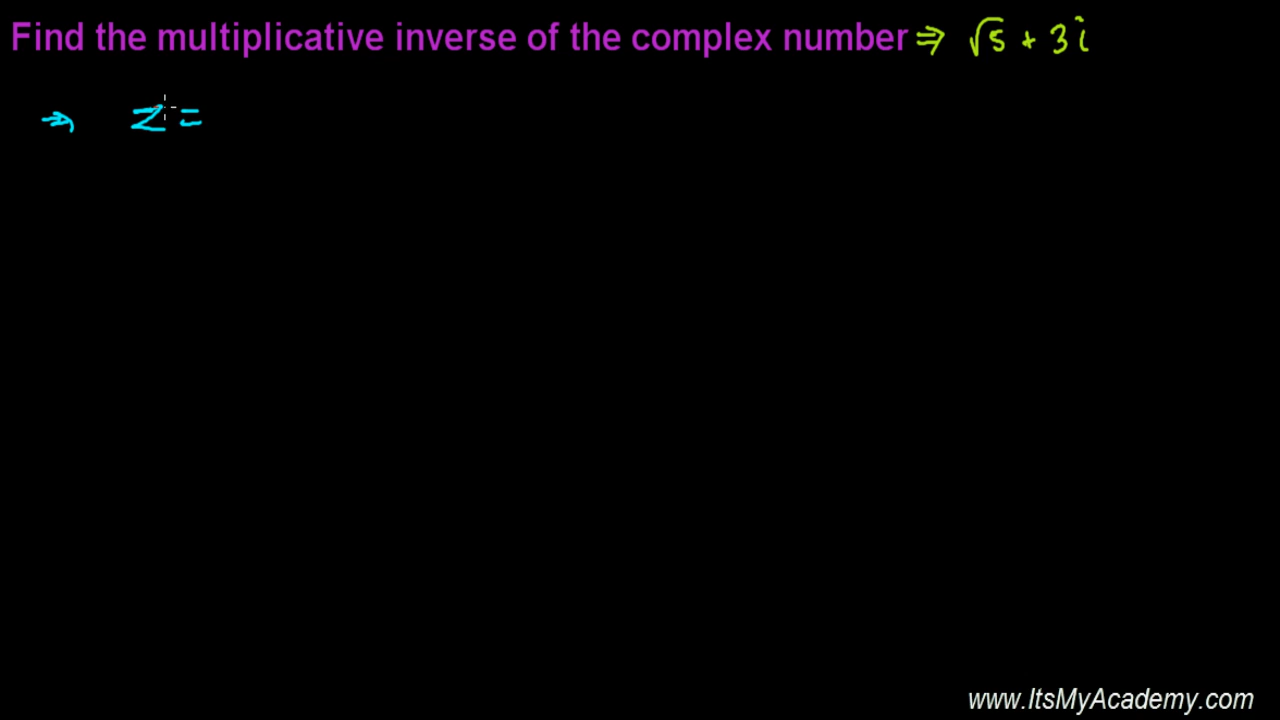 Find the multiplicative inverse of the complex number ⇒ √5 + 3i
⇒ Z =
www.ItsMyAcademy.com